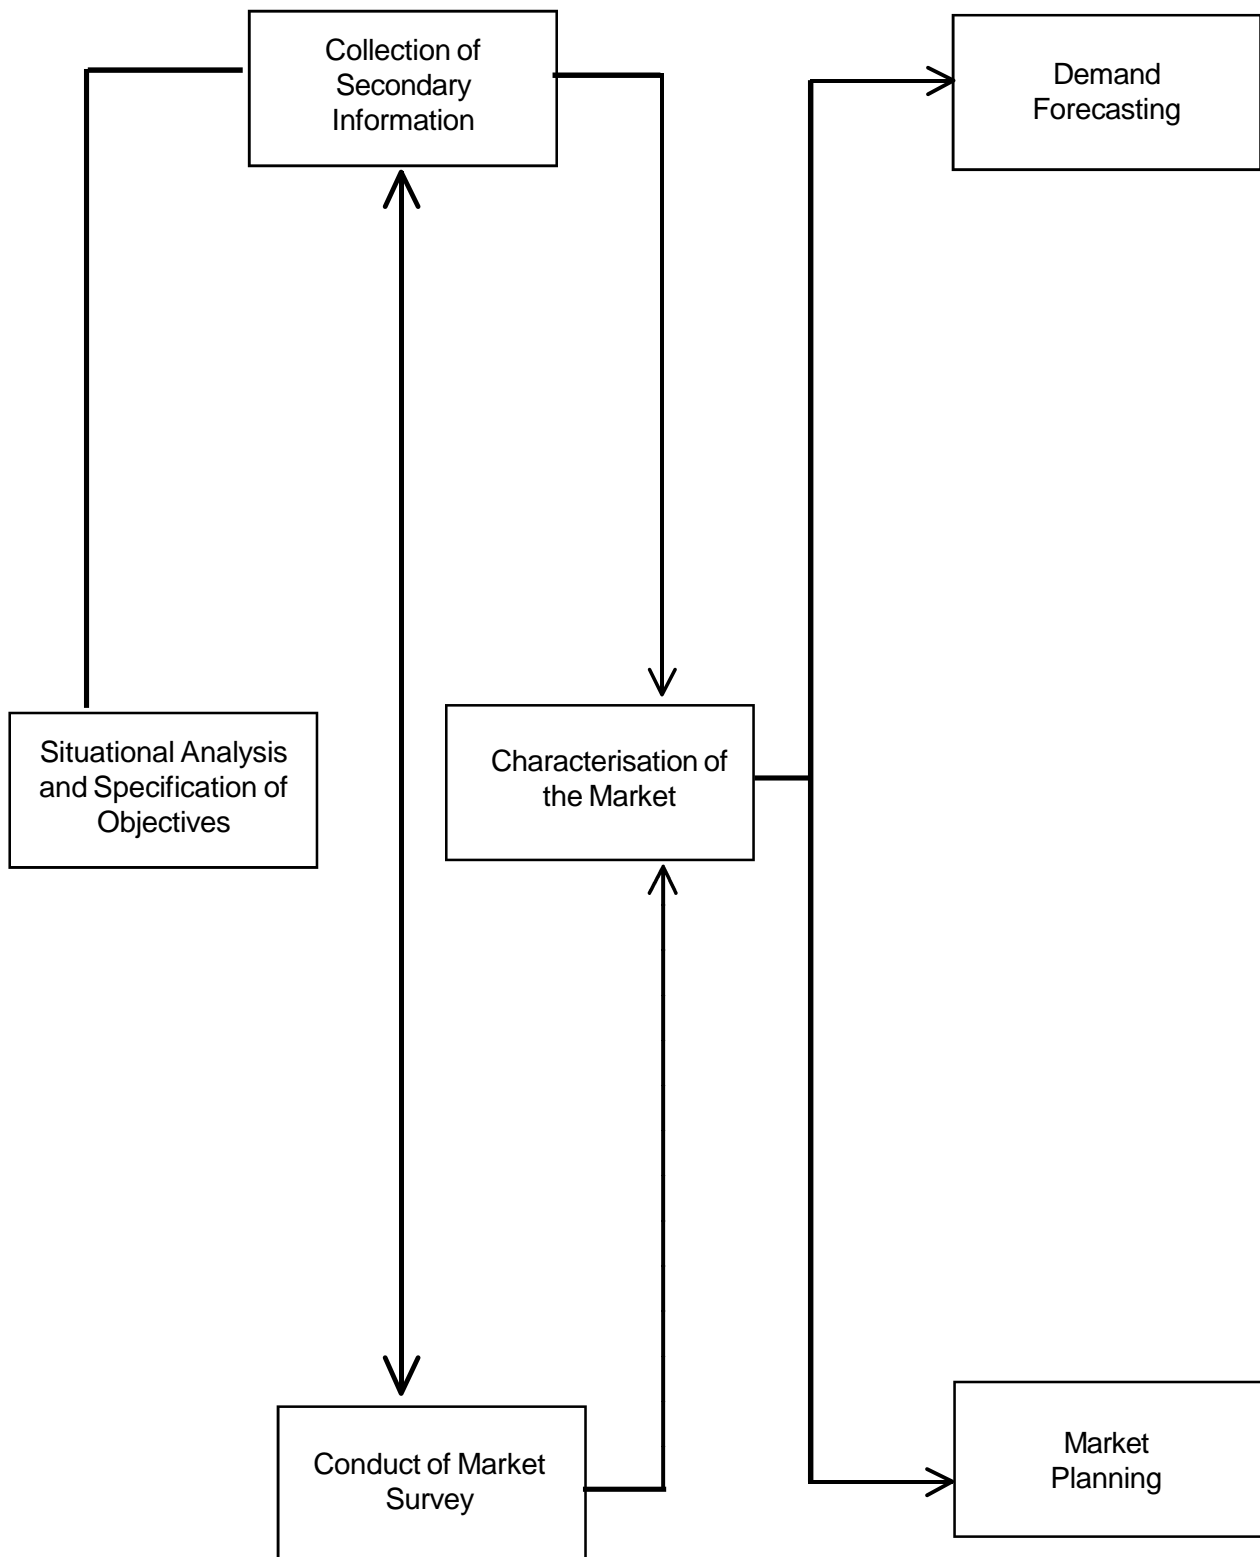 Collection of
Secondary
Information
Demand
Forecasting
Situational Analysis
and Specification of
Objectives
Characterisation of
the Market
Conduct of Market
Survey
Market
Planning